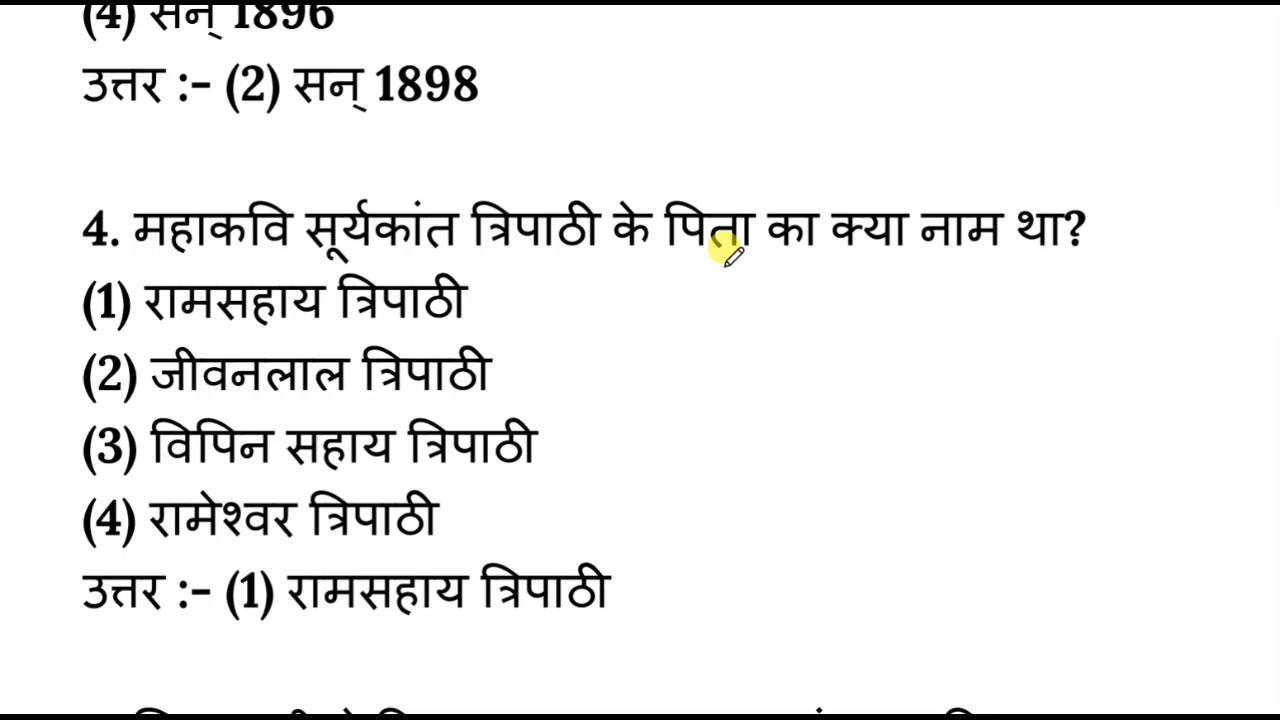 (4) सन् 1896
उत्तर :- (2) सन् 1898
4. महाकवि सूर्यकांत त्रिपाठी के पिता का क्या नाम था?
(1) रामसहाय त्रिपाठी
(2) जीवनलाल त्रिपाठी
(3) विपिन सहाय त्रिपाठी
(4) रामेश्वर त्रिपाठी
उत्तर :- (1) रामसहाय त्रिपाठी